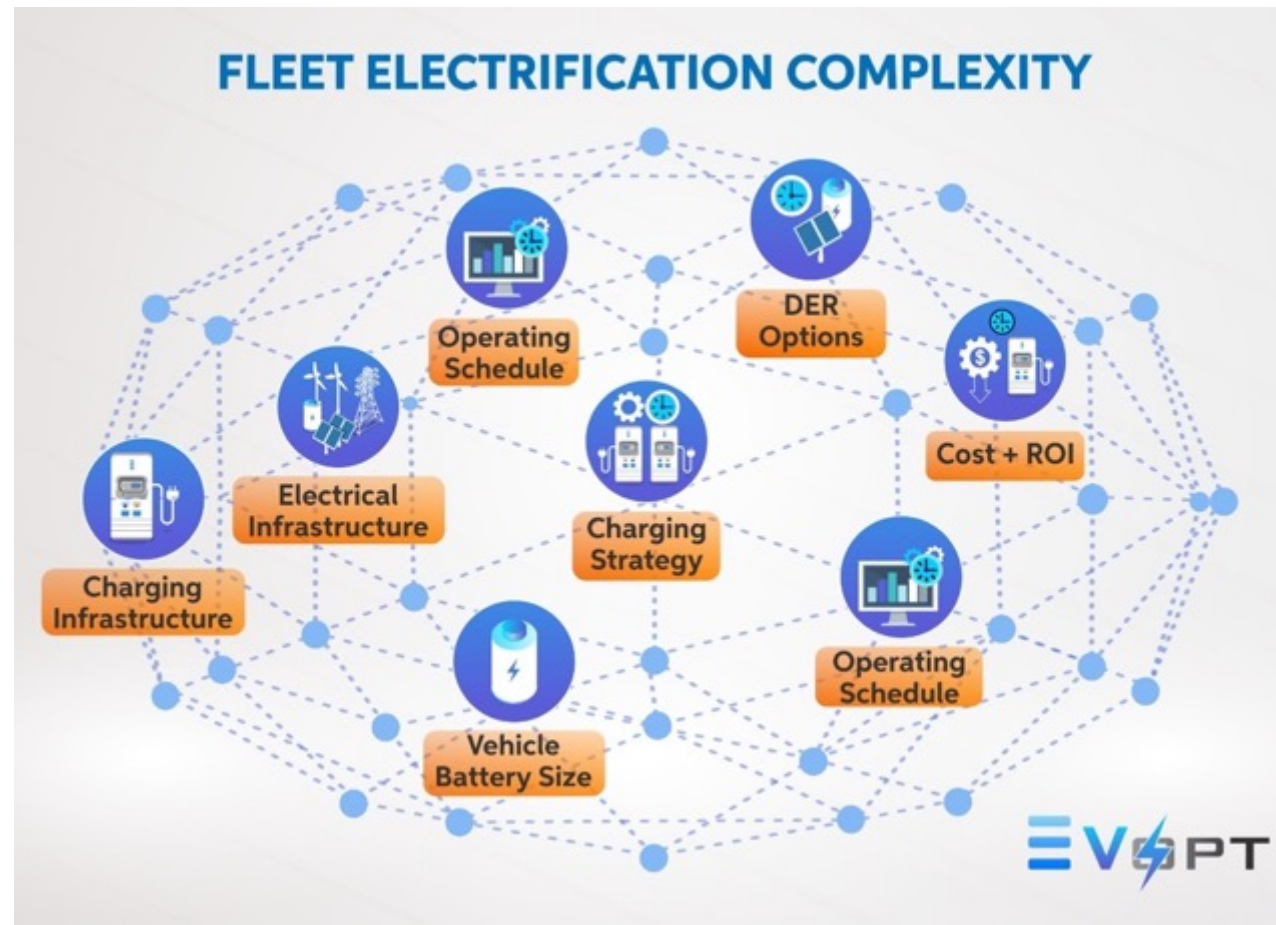 FLEET ELECTRIFICATION COMPLEXITY
Operating
Schedule
DER
Options
Electrical
Infrastructure
Charging
Strategy
Cost + ROI
Charging
Infrastructure
Operating
Schedule
Vehicle
Battery Size
EVOPT